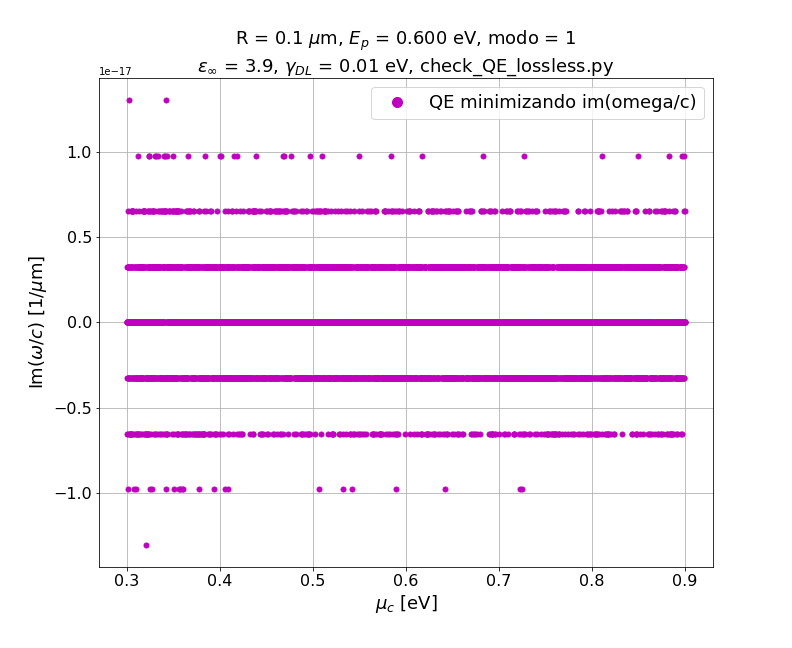 R = 0.1 μm, E_p = 0.600 eV, modo = 1
ε_∞ = 3.9, γ_DL = 0.01 eV, check_QE_lossless.py
1e−17
QE minimizando im(omega/c)
1.0
0.5
0.0
−0.5
−1.0
Im(ω/c) [1/μm]
0.3 0.4 0.5 0.6 0.7 0.8 0.9
μ_c [eV]